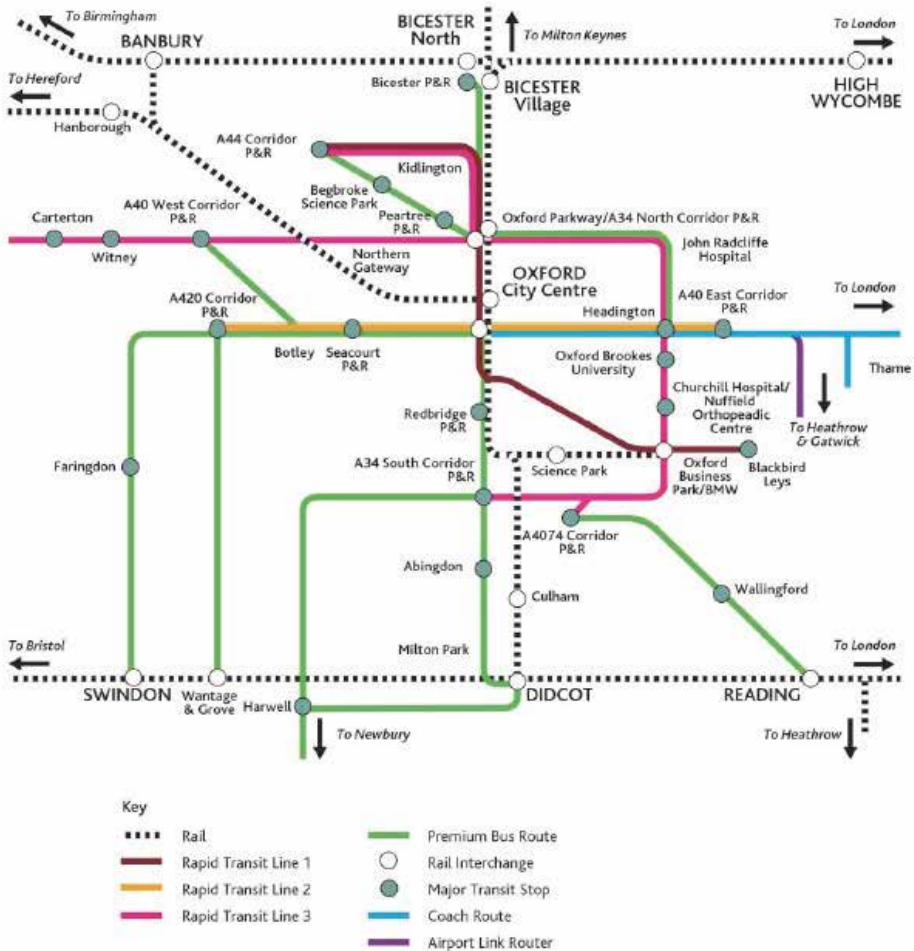 To Birmingham
BANBURY
BICESTER
North
To Milton Keynes
To London
To Hereford
Bicester P&R
BICESTER
Village
HIGH
WYCOMBE
Hanborough
A44 Corridor
P&R
Kidlington
Begbroke
Science Park
Peartree
P&R
Carterton
Witney
A40 West Corridor
P&R
Northern
Gateway
Oxford Parkway/A34 North Corridor P&R
John Radcliffe
Hospital
OXFORD
City Centre
A420 Corridor
P&R
Botley
Seacourt
P&R
Headington
A40 East Corridor
P&R
To London
Oxford Brookes
University
Thame
Redbridge
P&R
Churchill Hospital/
Nuffield
Orthopeadic
Centre
To Heathrow
& Gatwick
Faringdon
A34 South Corridor
P&R
Science Park
Oxford
Business
Park/BMW
Blackbird
Leys
A4074 Corridor
P&R
Abingdon
Culham
Wallingford
To Bristol
Milton Park
To London
SWINDON
Wantage
& Grove
Harwell
DIDCOT
READING
To Newbury
To Heathrow
Key
Rail
Rapid Transit Line 1
Rapid Transit Line 2
Rapid Transit Line 3
Premium Bus Route
Rail Interchange
Major Transit Stop
Coach Route
Airport Link Router